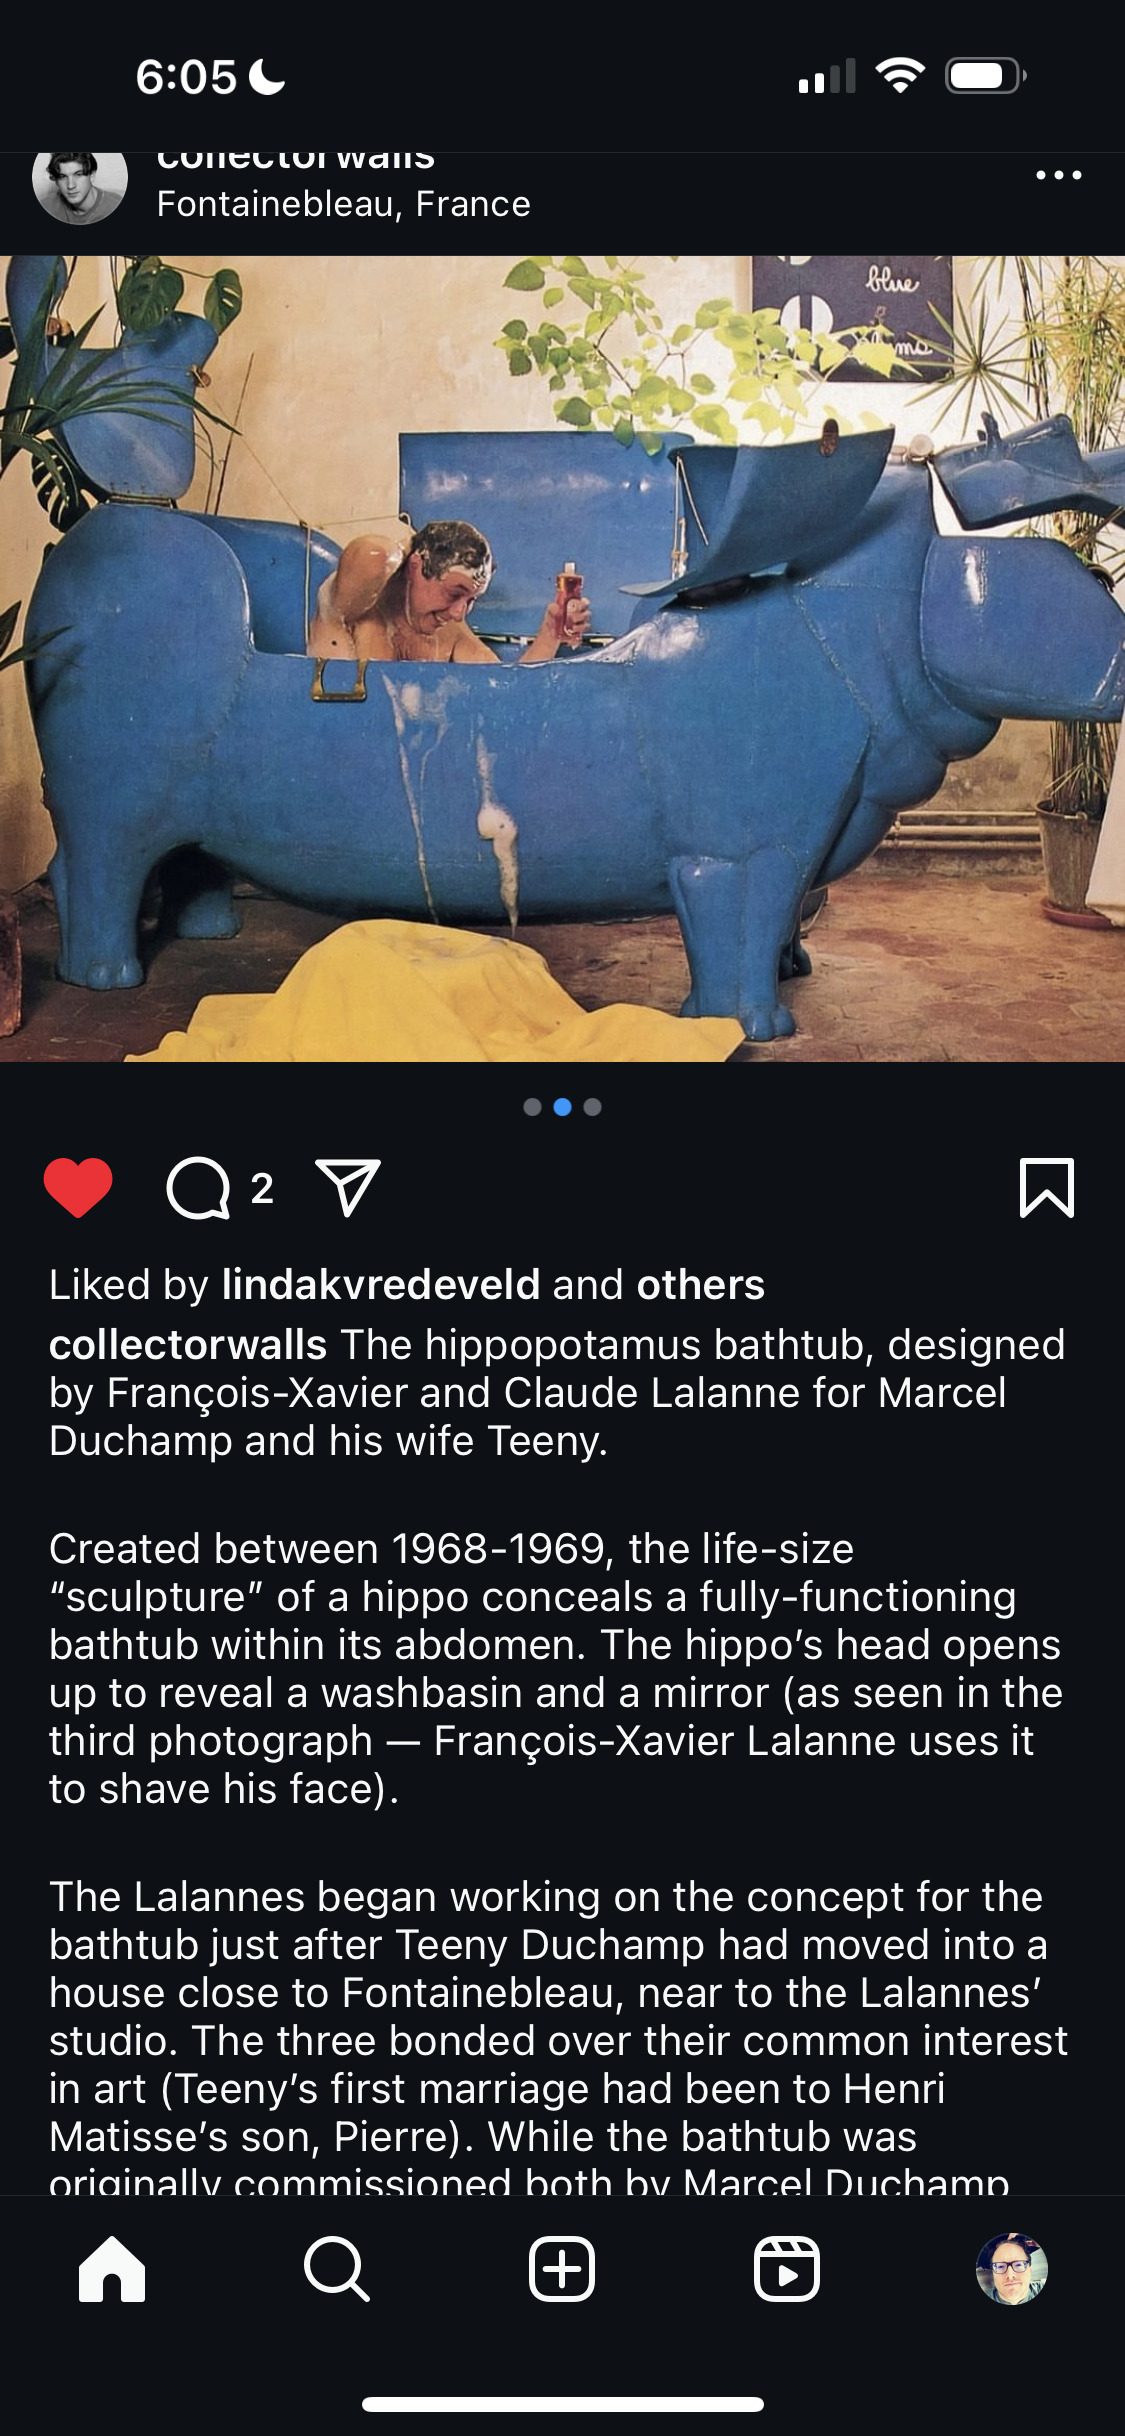 6:05
collectorwalls
Fontainebleau, France
blue
2
Liked by lindakvredeveld and others
collectorwalls The hippopotamus bathtub, designed
by François-Xavier and Claude Lalanne for Marcel
Duchamp and his wife Teeny.
Created between 1968-1969, the life-size
“sculpture” of a hippo conceals a fully-functioning
bathtub within its abdomen. The hippo’s head opens
up to reveal a washbasin and a mirror (as seen in the
third photograph — François-Xavier Lalanne uses it
to shave his face).
The Lalannes began working on the concept for the
bathtub just after Teeny Duchamp had moved into a
house close to Fontainebleau, near to the Lalannes’
studio. The three bonded over their common interest
in art (Teeny’s first marriage had been to Henri
Matisse’s son, Pierre). While the bathtub was
originally commissioned both by Marcel Duchamp